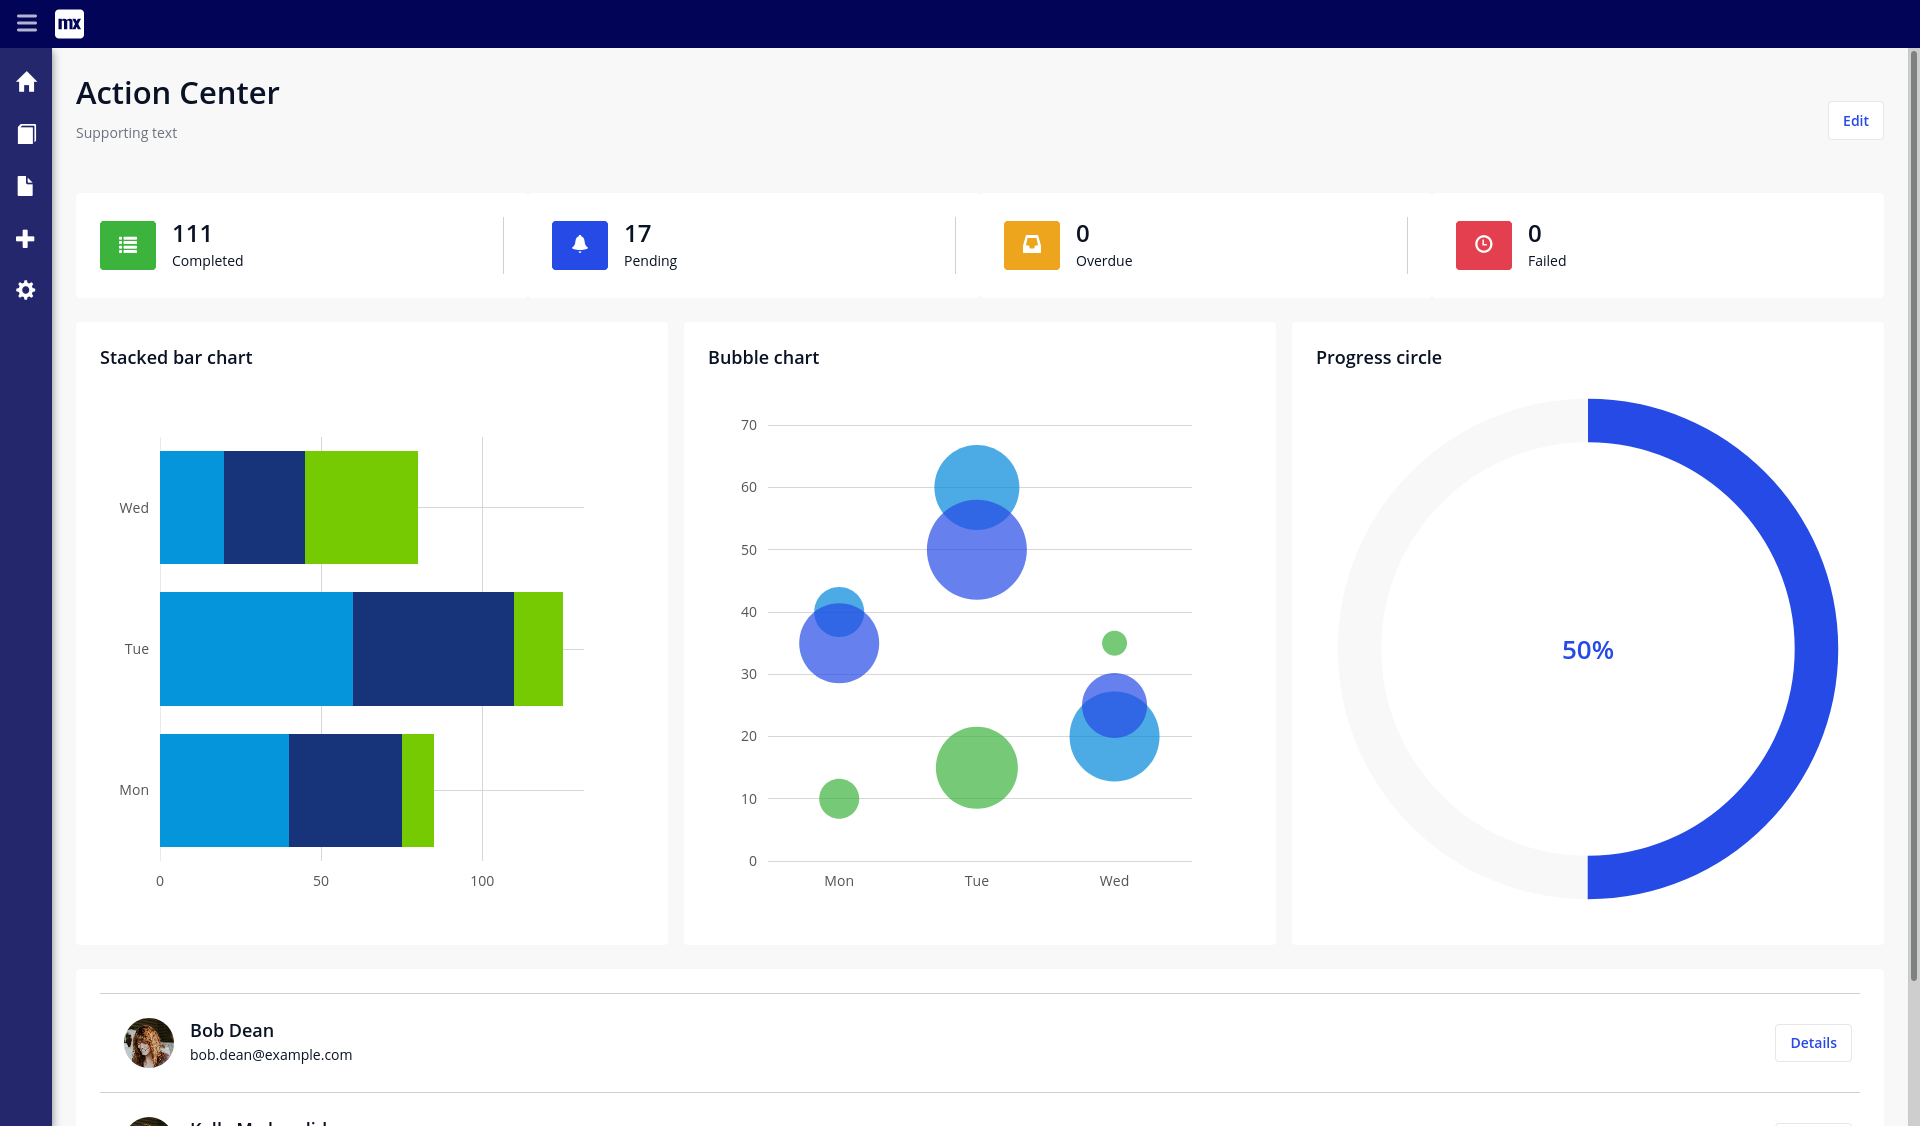 mx
Action Center
Supporting text
Edit
111
Completed
17
Pending
0
Overdue
0
Failed
Stacked bar chart
Wed
Tue
Mon
0 50 100
Bubble chart
70
60
50
40
30
20
10
0
Mon Tue Wed
Progress circle
50%
Bob Dean
bob.dean@example.com
Details